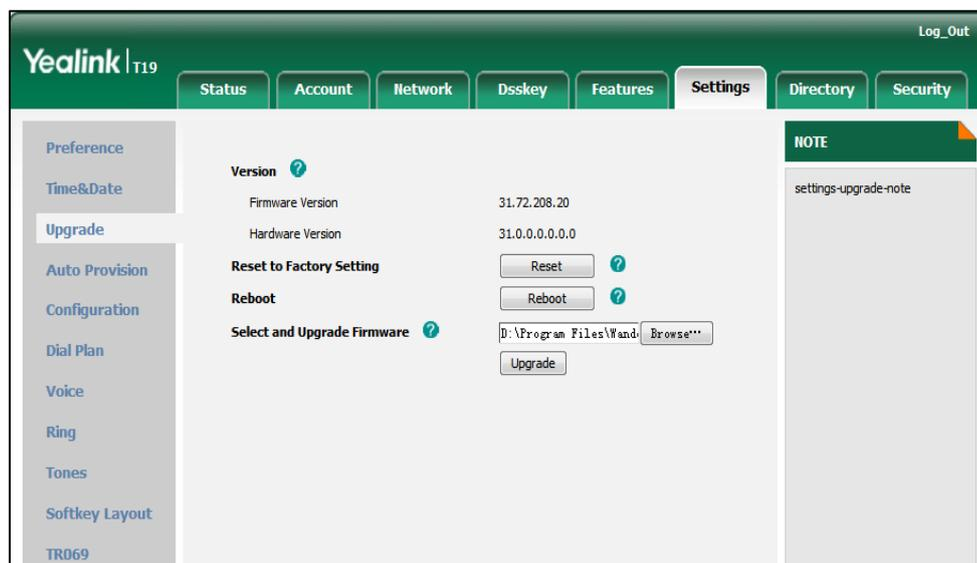 Log_Out
Yealink T19
Status Account Network Dsskey Features Settings Directory Security
Preference
Time&Date
Upgrade
Auto Provision
Configuration
Dial Plan
Voice
Ring
Tones
Softkey Layout
TR069
Version ?
Firmware Version 31.72.208.20
Hardware Version 31.0.0.0.0.0.0
Reset to Factory Setting Reset ?
Reboot Reboot ?
Select and Upgrade Firmware ? D:\Program Files\Wand Browse...
Upgrade
NOTE
settings-upgrade-note